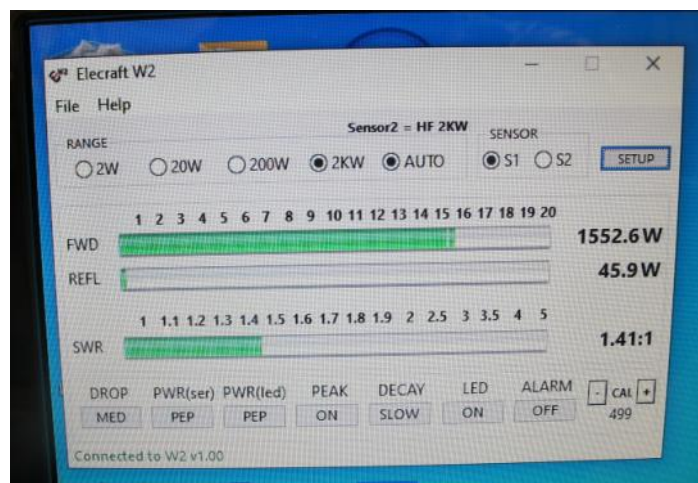 Elecraft W2
File Help
Sensor2 = HF 2KW
RANGE
SENSOR
2W 20W 200W 2KW AUTO S1 S2 SETUP
1 2 3 4 5 6 7 8 9 10 11 12 13 14 15 16 17 18 19 20
FWD 1552.6 W
REFL 45.9 W
1 1.1 1.2 1.3 1.4 1.5 1.6 1.7 1.8 1.9 2 2.5 3 3.5 4 5
SWR 1.41:1
DROP PWR(ser) PWR(led) PEAK DECAY LED ALARM - CAL +
MED PEP PEP ON SLOW ON OFF 499
Connected to W2 v1.00